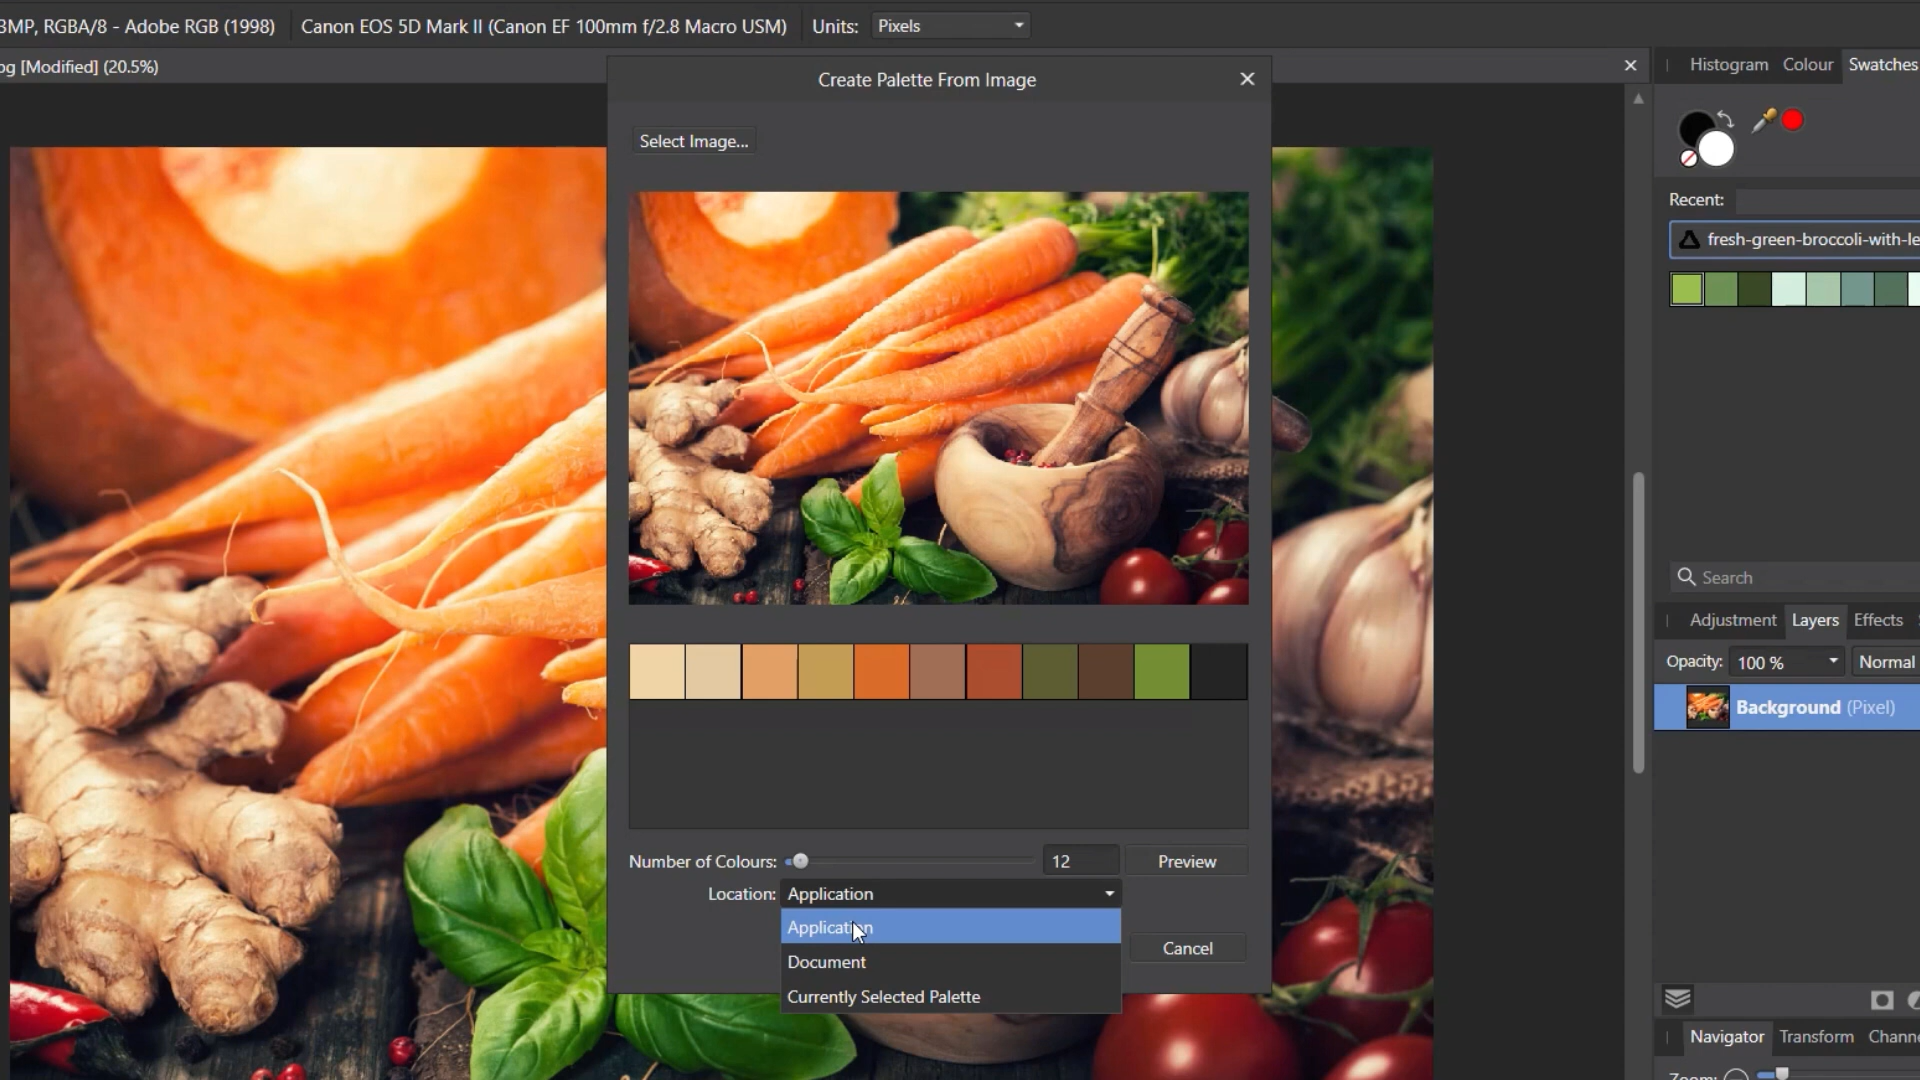 3MP, RGBA/8 - Adobe RGB (1998)
Canon EOS 5D Mark II (Canon EF 100mm f/2.8 Macro USM)
Units:
Pixels
og [Modified] (20.5%)
Create Palette From Image
Histogram
Colour
Swatches
Select Image...
Recent:
fresh-green-broccoli-with-le
Search
Adjustment
Layers
Effects
Opacity:
100 %
Normal
Background (Pixel)
Number of Colours:
12
Preview
Location:
Application
Application
Document
Currently Selected Palette
Cancel
Navigator
Transform
Channe
Zoom: